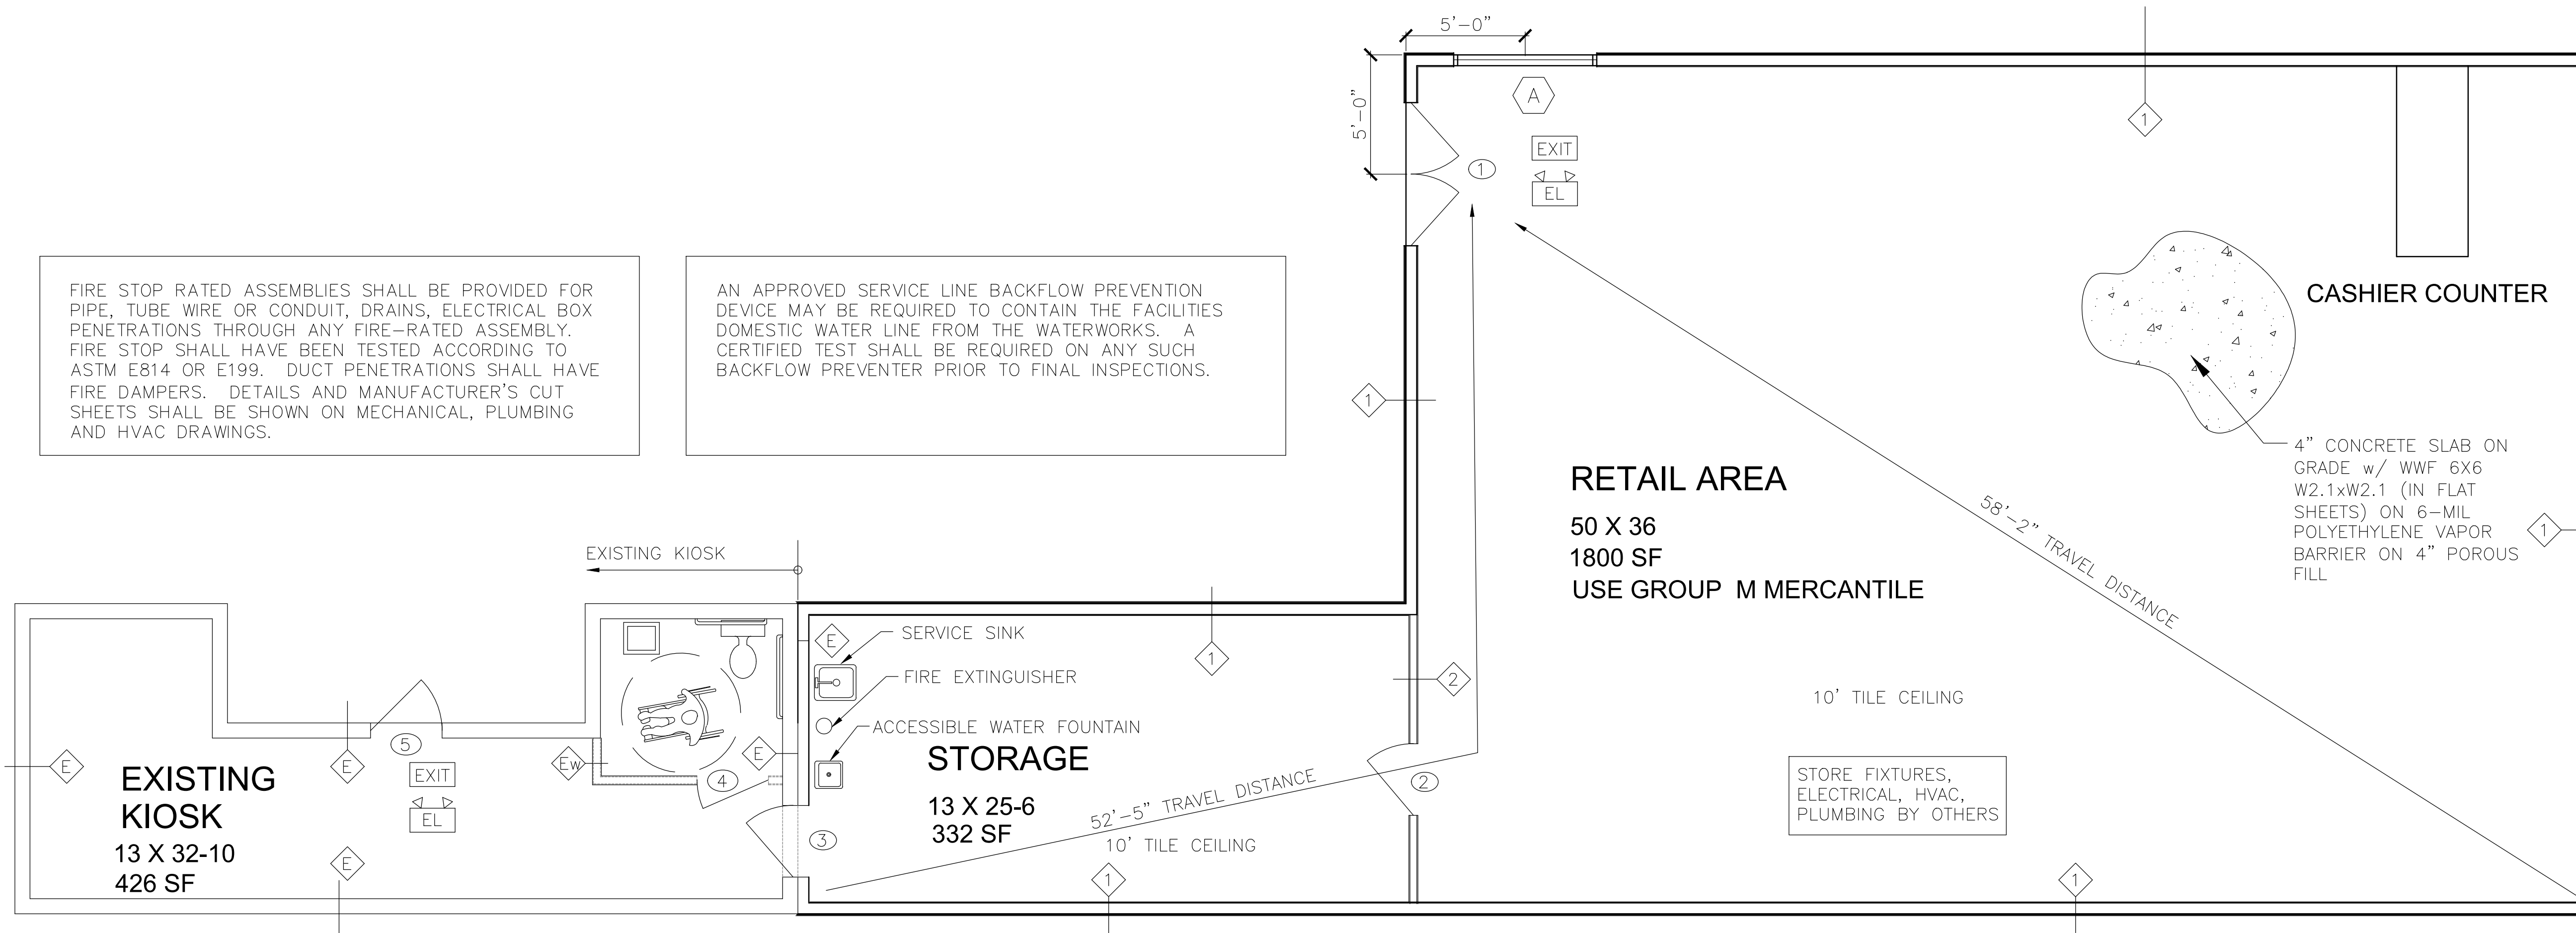 5'-0"
5'-0"
A
EXIT
EL
1
1
FIRE STOP RATED ASSEMBLIES SHALL BE PROVIDED FOR
PIPE, TUBE WIRE OR CONDUIT, DRAINS, ELECTRICAL BOX
PENETRATIONS THROUGH ANY FIRE-RATED ASSEMBLY.
FIRE STOP SHALL HAVE BEEN TESTED ACCORDING TO
ASTM E814 OR E199. DUCT PENETRATIONS SHALL HAVE
FIRE DAMPERS. DETAILS AND MANUFACTURER'S CUT
SHEETS SHALL BE SHOWN ON MECHANICAL, PLUMBING
AND HVAC DRAWINGS.
AN APPROVED SERVICE LINE BACKFLOW PREVENTION
DEVICE MAY BE REQUIRED TO CONTAIN THE FACILITIES
DOMESTIC WATER LINE FROM THE WATERWORKS. A
CERTIFIED TEST SHALL BE REQUIRED ON ANY SUCH
BACKFLOW PREVENTER PRIOR TO FINAL INSPECTIONS.
CASHIER COUNTER
1
4" CONCRETE SLAB ON
GRADE w/ WWF 6X6
W2.1xW2.1 (IN FLAT
SHEETS) ON 6-MIL
POLYETHYLENE VAPOR
BARRIER ON 4" POROUS
FILL
1
RETAIL AREA
50 X 36
1800 SF
USE GROUP M MERCANTILE
58'-2" TRAVEL DISTANCE
EXISTING KIOSK
E
SERVICE SINK
FIRE EXTINGUISHER
ACCESSIBLE WATER FOUNTAIN
1
2
10' TILE CEILING
STORE FIXTURES,
ELECTRICAL, HVAC,
PLUMBING BY OTHERS
E
EXISTING
KIOSK
13 X 32-10
426 SF
E
5
EXIT
EL
E
Ew
4
E
3
STORAGE
13 X 25-6
332 SF
52'-5" TRAVEL DISTANCE
10' TILE CEILING
2
1
1